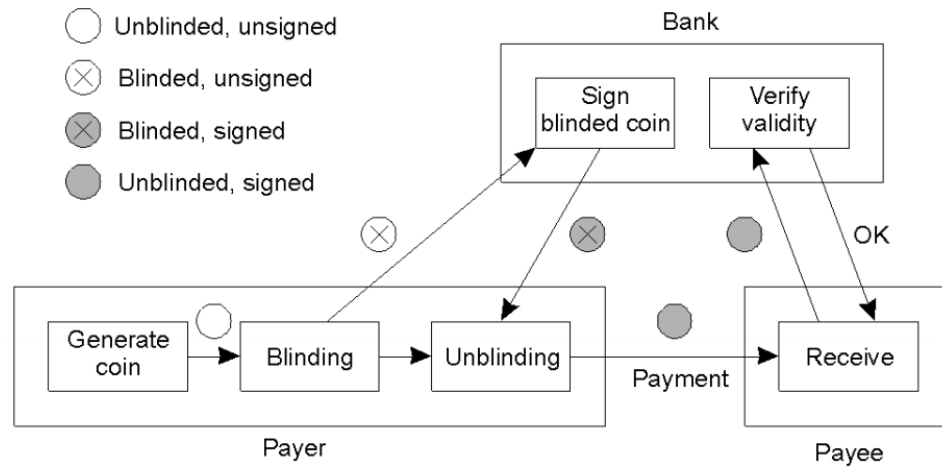 Unblinded, unsigned
Blinded, unsigned
Blinded, signed
Unblinded, signed
Bank
Sign
blinded coin
Verify
validity
OK
Generate
coin
Blinding
Unblinding
Payment
Receive
Payer
Payee